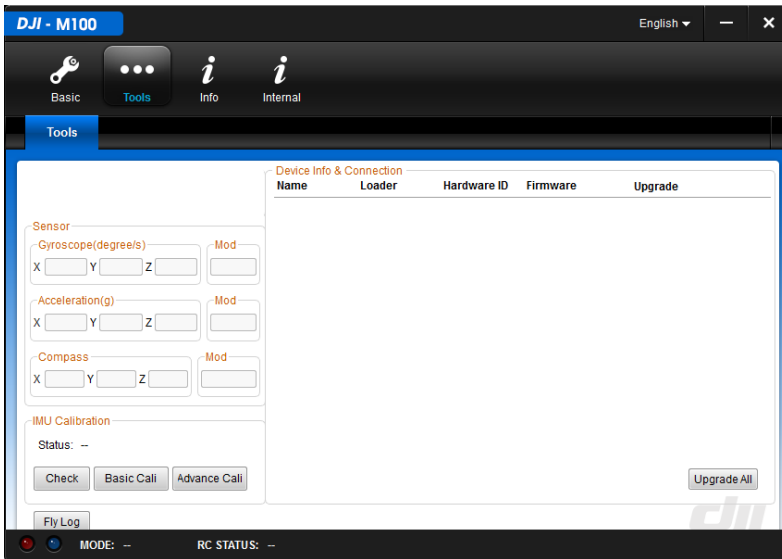 DJI - M100
English
Basic
Tools
Info
Internal
Tools
Device Info & Connection
Name Loader Hardware ID Firmware Upgrade
Sensor
Gyroscope(degree/s) Mod
X Y Z
Acceleration(g) Mod
X Y Z
Compass Mod
X Y Z
IMU Calibration
Status: --
Check Basic Cali Advance Cali
Upgrade All
Fly Log
dji
MODE: -- RC STATUS: --